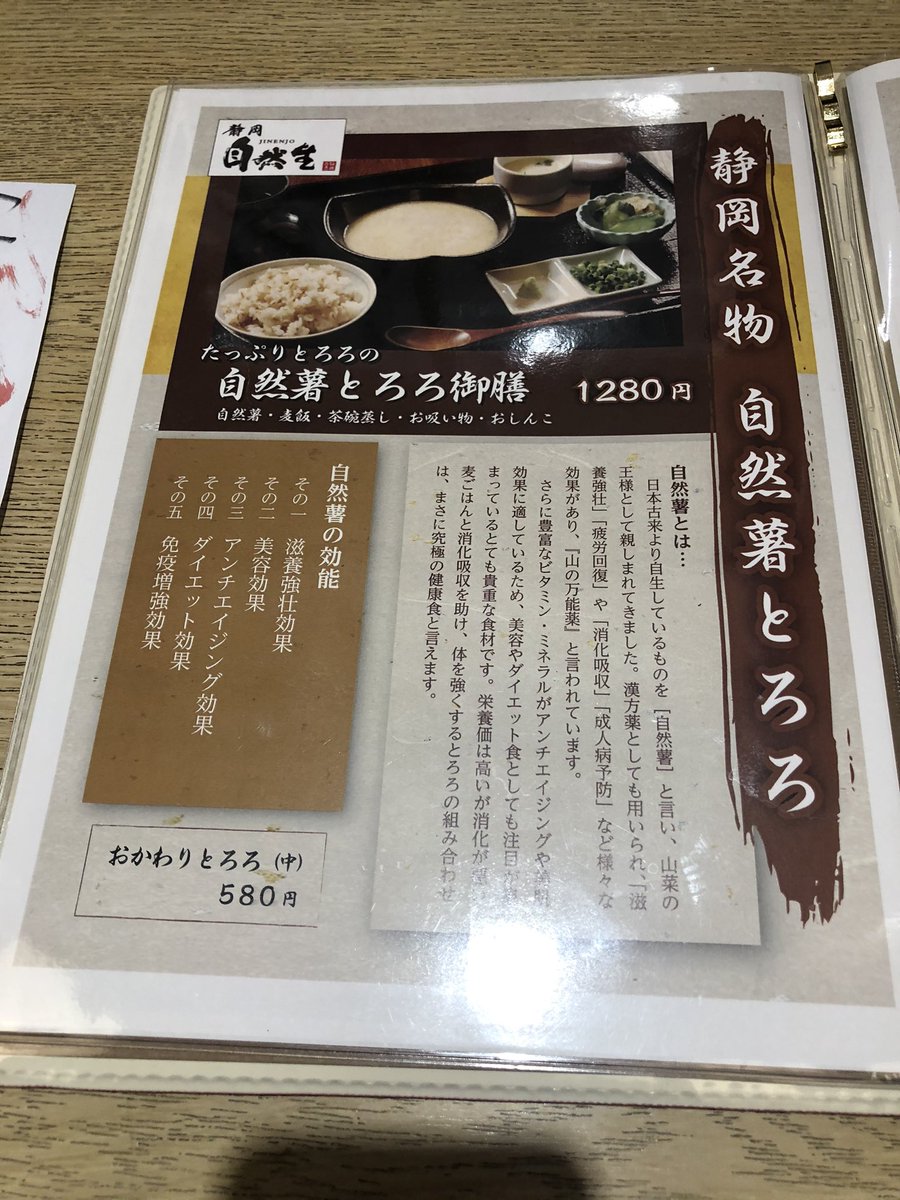 静岡
JINENJO
自然生
静岡名物 自然薯とろろ
たっぷりとろろの
自然薯とろろ御膳 1280円
自然薯・麦飯・茶碗蒸し・お吸い物・おしんこ
自然薯とは…
日本古来より自生しているものを［自然薯］と言い、山菜の
王様として親しまれてきました。漢方薬としても用いられ、「滋
養強壮」「疲労回復」や「消化吸収」「成人病予防」など様々な
効果があり、『山の万能薬』と言われています。
さらに豊富なビタミン・ミネラルがアンチエイジングや
効果に適しているため、美容やダイエット食としても注目が
まっているとても貴重な食材です。栄養価は高いが消化が
麦ごはんと消化吸収を助け、体を強くするとろろの組み合わせ
は、まさに究極の健康食と言えます。
自然薯の効能
その一 滋養強壮効果
その二 美容効果
その三 アンチエイジング効果
その四 ダイエット効果
その五 免疫増強効果
おかわりとろろ（中）
580円